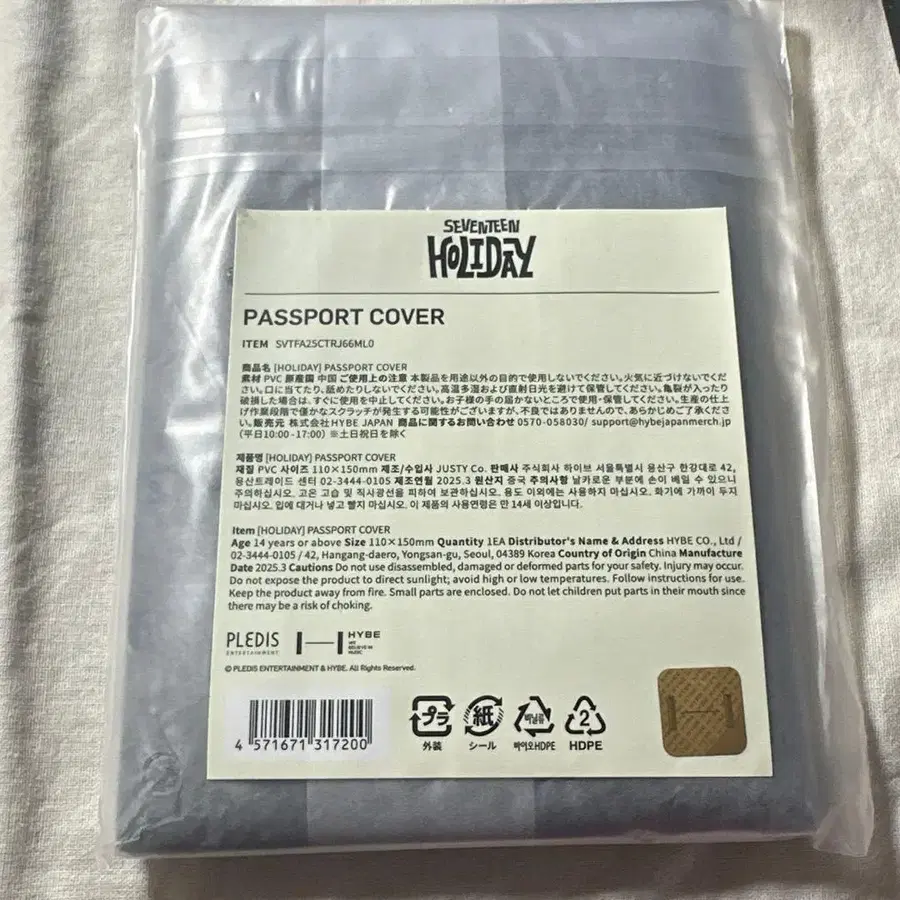 SEVENTEEN
HOLIDAY
PASSPORT COVER
ITEM SVTFA25CTRJ66ML0
商品名 [HOLIDAY] PASSPORT COVER
素材 PVC 原産国 中国 ご使用上の注意 本製品を用途以外の目的で使用しないでください。火気に近づけないでくだ
さい。口に当てたり、舐めたりしないでください。高温多湿および直射日光を避けて保管してください。亀裂が入ったり
破損した場合は、すぐに使用を中止してください。お子様の手の届かないところで使用・保管してください。生産の仕上
げ作業段階で僅かなスクラッチが発生する可能性がございますが、不良ではありませんので、あらかじめご了承くださ
い。販売元 株式会社HYBE JAPAN 商品に関するお問い合わせ 0570-058030/ support@hybejapanmerch.jp
(平日10:00-17:00) ※土日祝日を除く
제품명 [HOLIDAY] PASSPORT COVER
재질 PVC 사이즈 110×150mm 제조/수입사 JUSTY Co. 판매사 주식회사 하이브 서울특별시 용산구 한강대로 42,
용산트레이드 센터 02-3444-0105 제조연월 2025.3 원산지 중국 주의사항 날카로운 부분에 손이 베일 수 있으니
주의하십시오. 고온 고습 및 직사광선을 피하여 보관하십시오. 용도 이외에는 사용하지 마십시오. 화기에 가까이 두지
마십시오. 입에 대거나 넣고 빨지 마십시오. 이 제품의 사용연령은 만 14세 이상입니다.
Item [HOLIDAY] PASSPORT COVER
Age 14 years or above Size 110×150mm Quantity 1EA Distributor's Name & Address HYBE CO., Ltd /
02-3444-0105 / 42, Hangang-daero, Yongsan-gu, Seoul, 04389 Korea Country of Origin China Manufacture
Date 2025.3 Cautions Do not use disassembled, damaged or deformed parts for your safety. Injury may occur.
Do not expose the product to direct sunlight; avoid high or low temperatures. Follow instructions for use.
Keep the product away from fire. Small parts are enclosed. Do not let children put parts in their mouth since
there may be a risk of choking.
PLEDIS
ENTERTAINMENT
HYBE
WE
BELIEVE IN
MUSIC
© PLEDIS ENTERTAINMENT & HYBE. All Rights Reserved.
4 571671 317200
プラ
外装
紙
シール
비닐류
바이오HDPE
2
HDPE